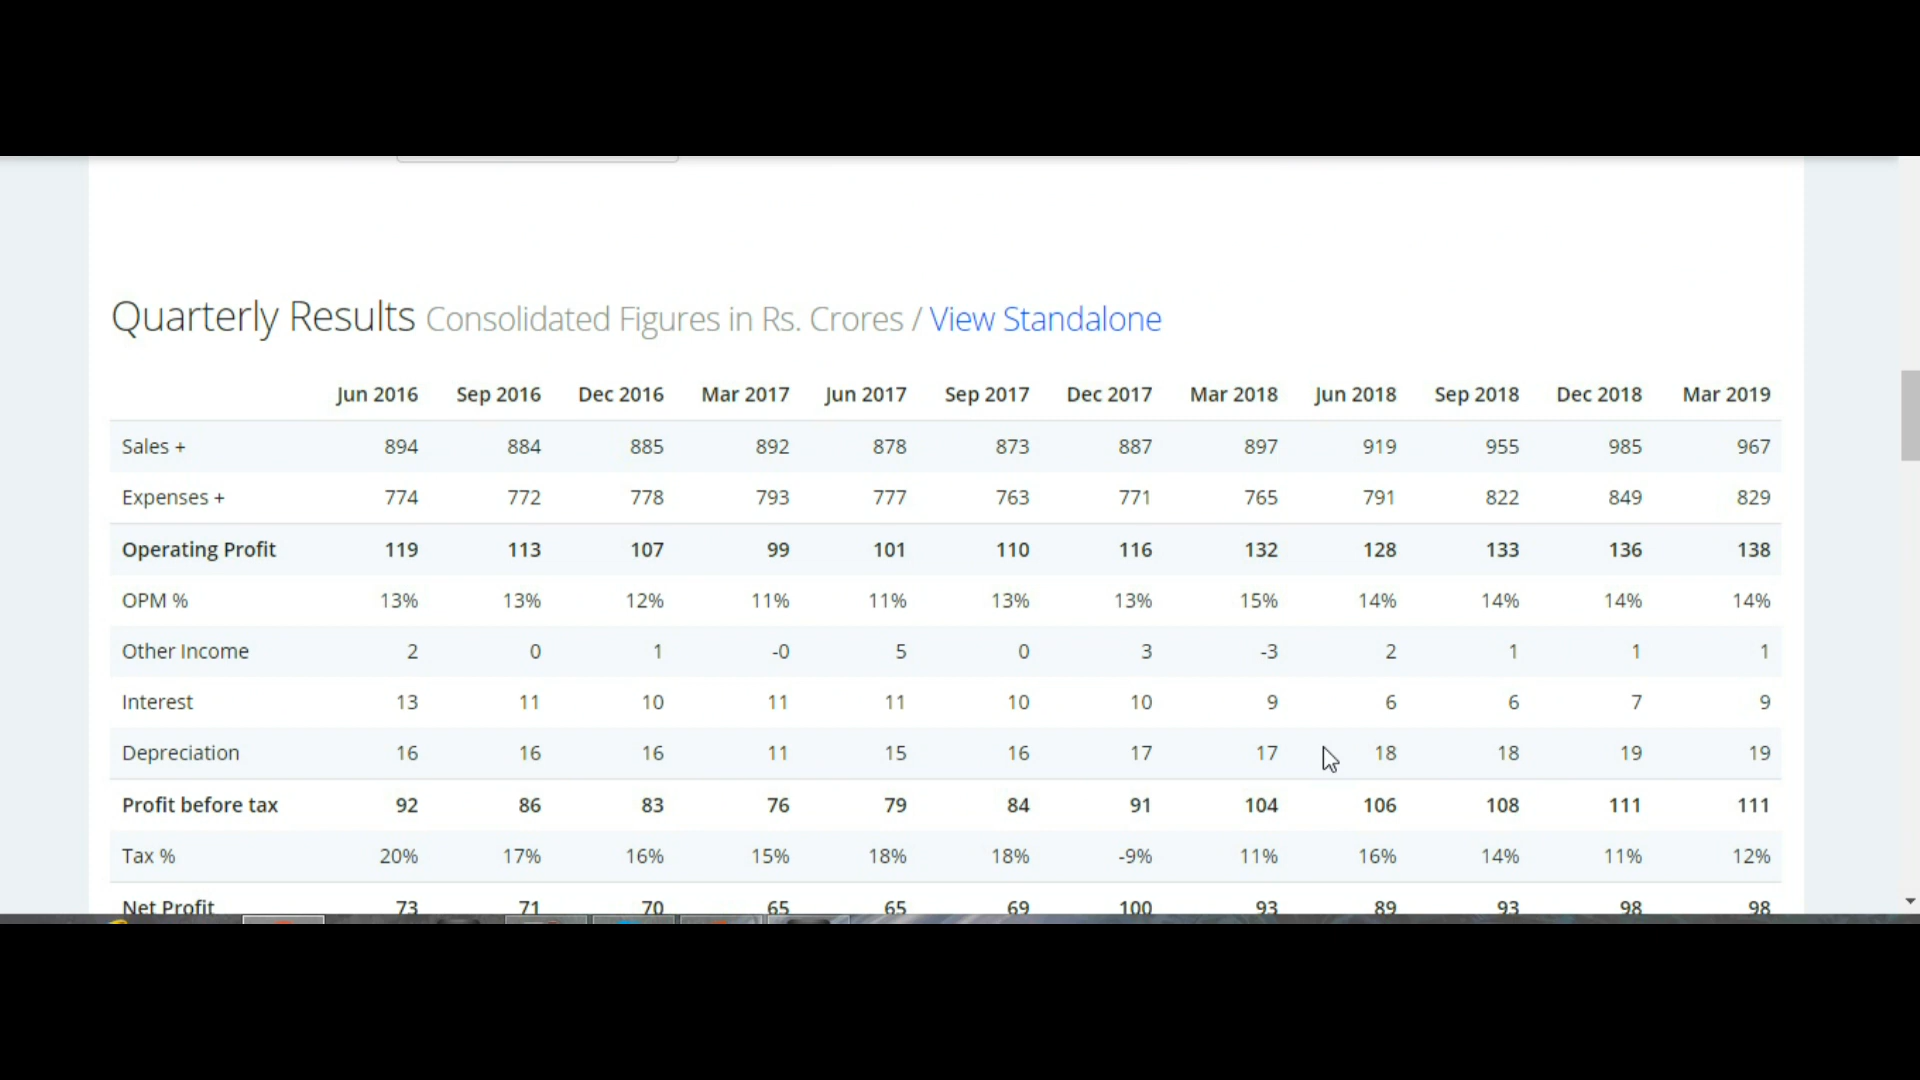 Quarterly Results Consolidated Figures in Rs. Crores / View Standalone
Jun 2016 Sep 2016 Dec 2016 Mar 2017 Jun 2017 Sep 2017 Dec 2017 Mar 2018 Jun 2018 Sep 2018 Dec 2018 Mar 2019
Sales + 894 884 885 892 878 873 887 897 919 955 985 967
Expenses + 774 772 778 793 777 763 771 765 791 822 849 829
Operating Profit 119 113 107 99 101 110 116 132 128 133 136 138
OPM % 13% 13% 12% 11% 11% 13% 13% 15% 14% 14% 14% 14%
Other Income 2 0 1 -0 5 0 3 -3 2 1 1 1
Interest 13 11 10 11 11 10 10 9 6 6 7 9
Depreciation 16 16 16 11 15 16 17 17 18 18 19 19
Profit before tax 92 86 83 76 79 84 91 104 106 108 111 111
Tax % 20% 17% 16% 15% 18% 18% -9% 11% 16% 14% 11% 12%
Net Profit 73 71 70 65 65 69 100 93 89 93 98 98